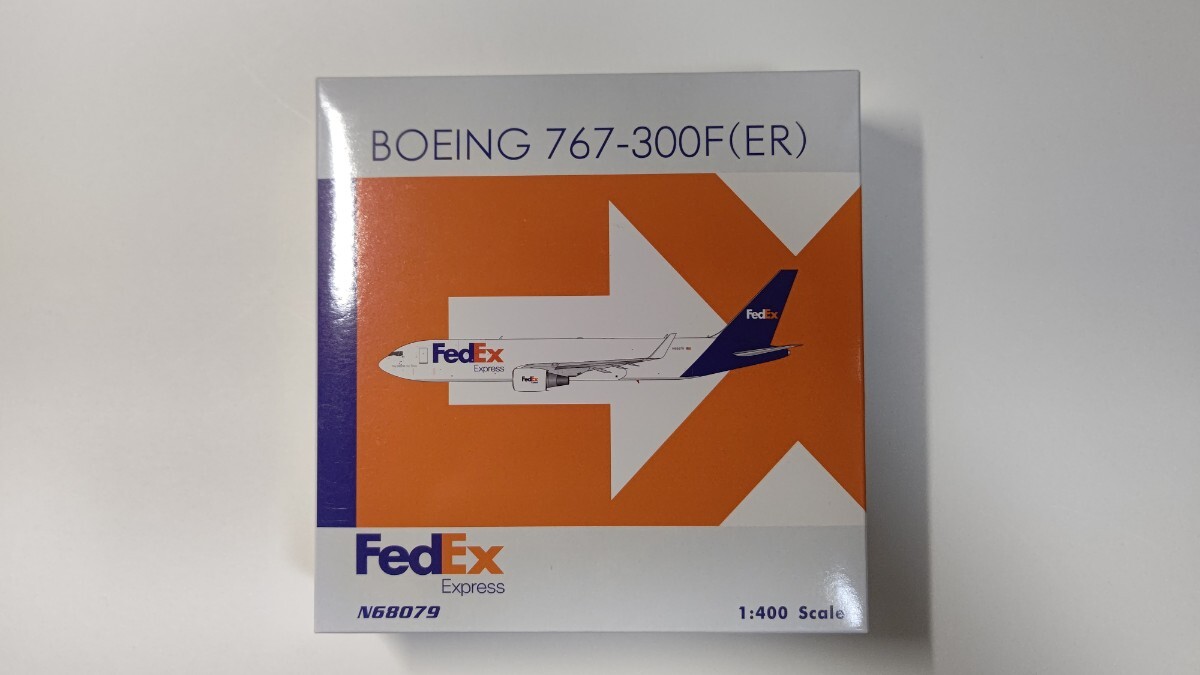 BOEING 767-300F(ER)
FedEx
FedEx
Express
FedEx
FedEx
Express
N68079
1:400 Scale